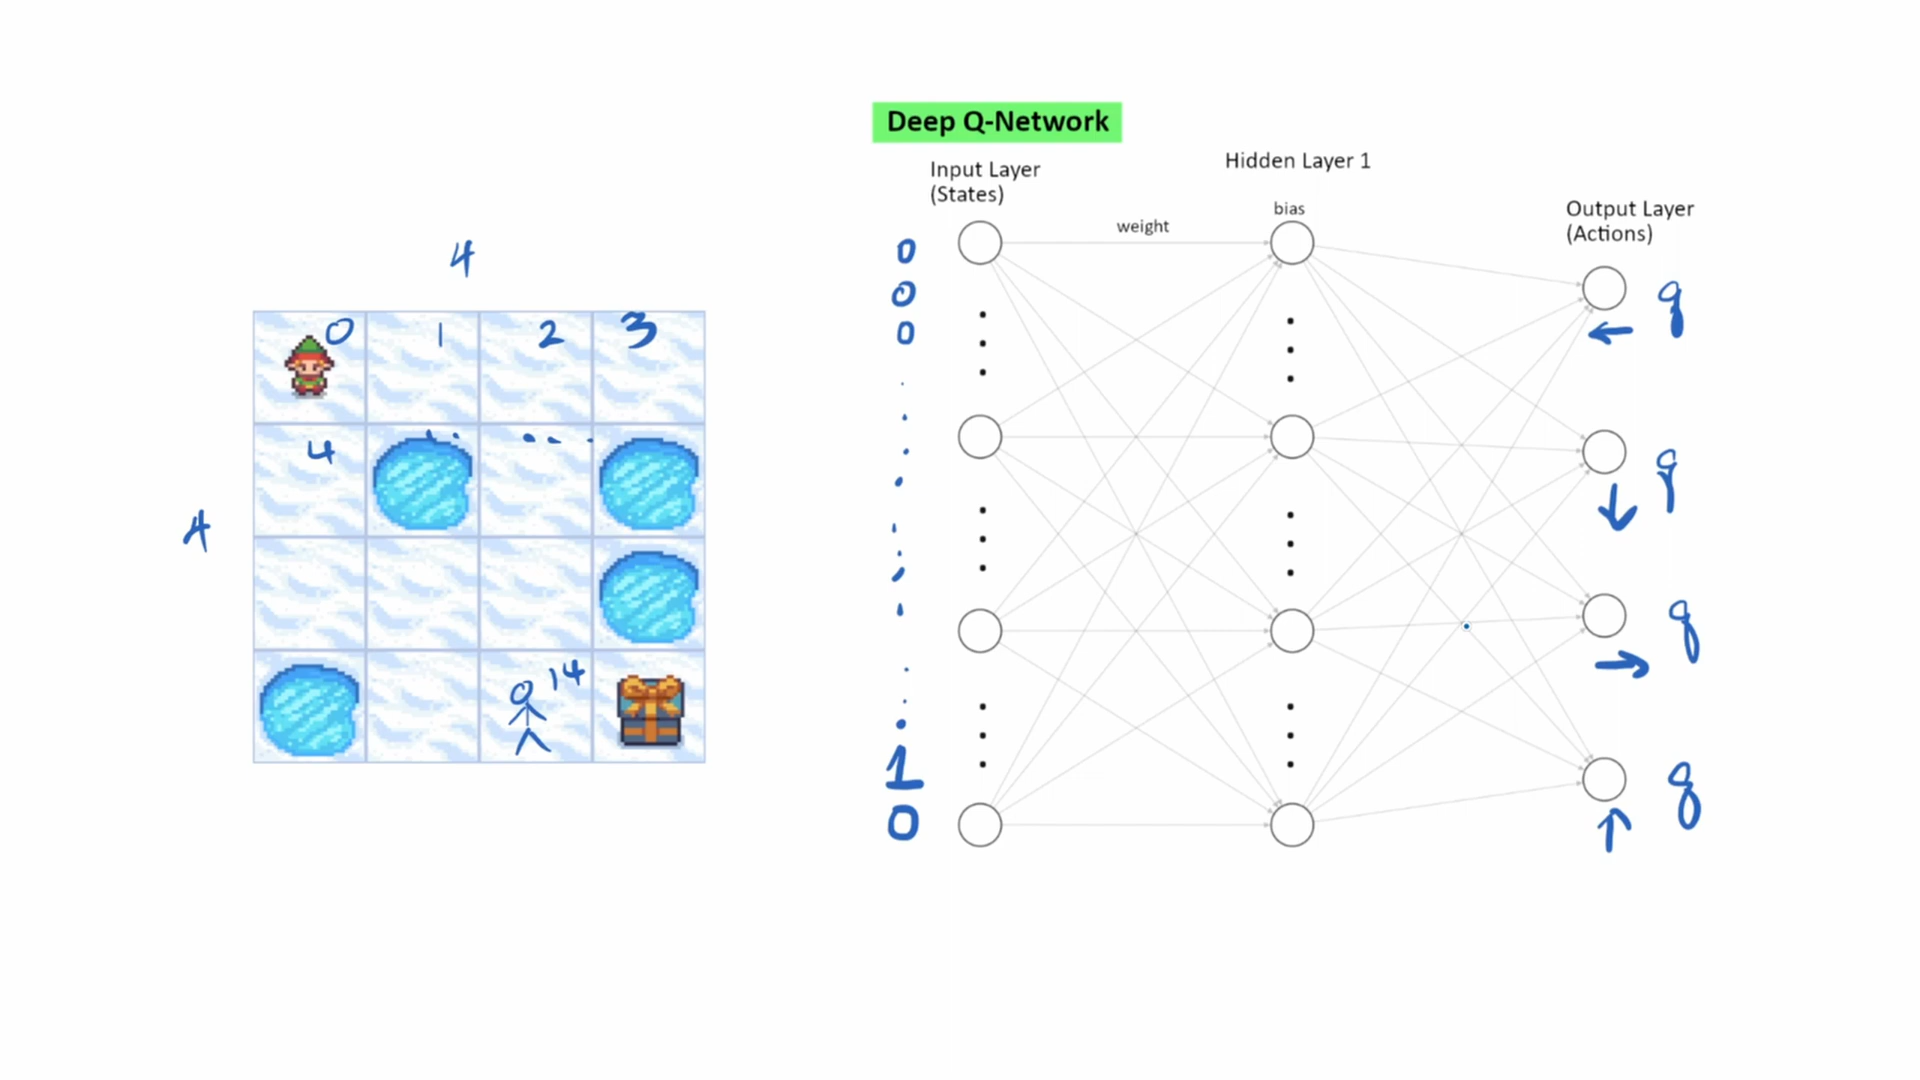 4
0 1 2 3
4
4
14
Deep Q-Network
Input Layer
(States)
Hidden Layer 1
Output Layer
(Actions)
weight
bias
0
0
0
1
0
← q
↓ q
→ q
↑ q